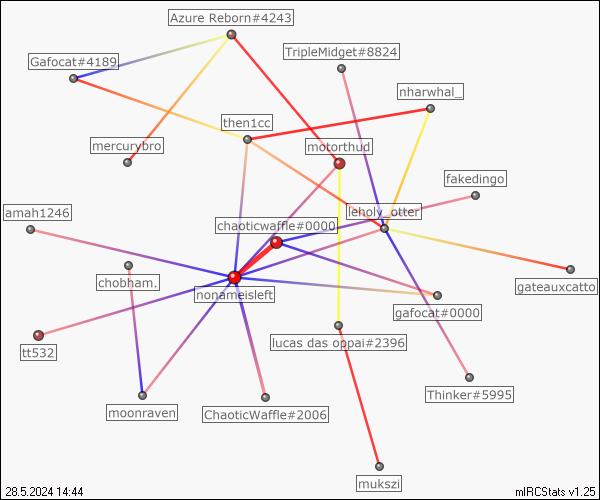 Azure Reborn#4243
TripleMidget#8824
Gafocat#4189
nharwhal_
then1cc
mercurybro
motorthud
fakedingo
amah1246
leholy_otter
chaoticwaffle#0000
chobham.
nonameisleft
gateauxcatto
gafocat#0000
tt532
lucas das oppai#2396
Thinker#5995
moonraven
ChaoticWaffle#2006
mukszi
28.5.2024 14:44
mIRCStats v1.25